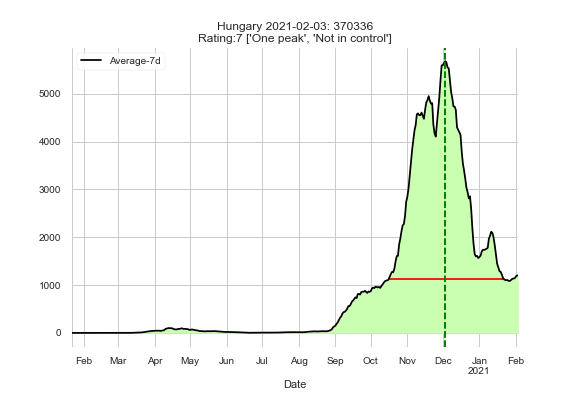 Hungary 2021-02-03: 370336
Rating:7 ['One peak', 'Not in control']
Average-7d
5000
4000
3000
2000
1000
0
Feb Mar Apr May Jun Jul Aug Sep Oct Nov Dec Jan Feb
2021
Date